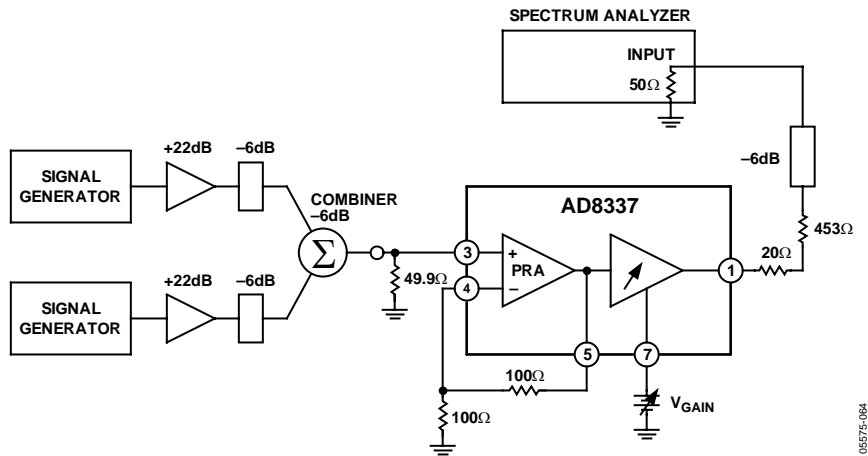 SPECTRUM ANALYZER
INPUT
50Ω
+22dB
–6dB
SIGNAL
GENERATOR
COMBINER
–6dB
Σ
+22dB
–6dB
SIGNAL
GENERATOR
49.9Ω
AD8337
3
+
PRA
4
–
1
5
7
–6dB
453Ω
20Ω
100Ω
100Ω
VGAIN
05575-064